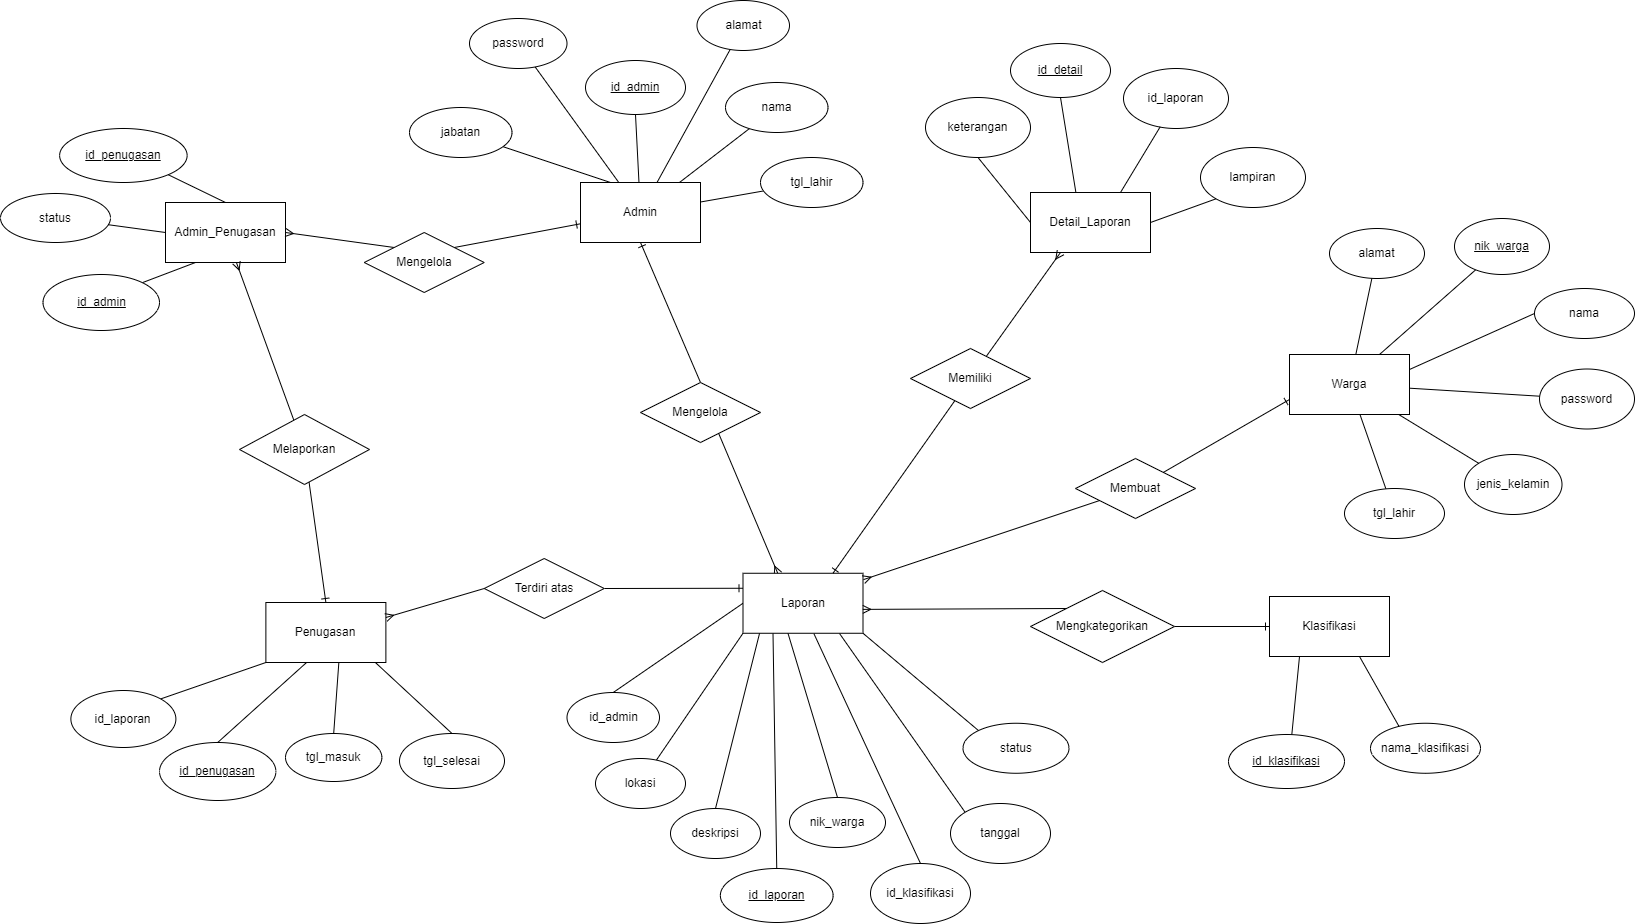 alamat
password
id_admin
nama
jabatan
tgl_lahir
Admin
id_detail
id_laporan
keterangan
lampiran
Detail_Laporan
id_penugasan
status
Admin_Penugasan
id_admin
Mengelola
alamat
nik_warga
nama
Warga
password
jenis_kelamin
tgl_lahir
Memiliki
Mengelola
Melaporkan
Membuat
Terdiri atas
Laporan
Mengkategorikan
Klasifikasi
Penugasan
id_laporan
id_penugasan
tgl_masuk
tgl_selesai
id_admin
lokasi
deskripsi
id_laporan
nik_warga
id_klasifikasi
tanggal
status
id_klasifikasi
nama_klasifikasi